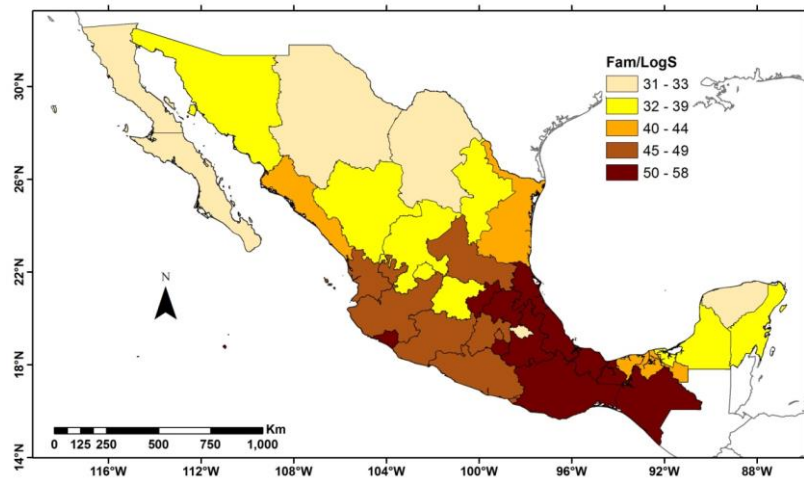 Fam/LogS
31 - 33
32 - 39
40 - 44
45 - 49
50 - 58
30°N
26°N
22°N
18°N
14°N
N
Km
0 125 250 500 750 1,000
116°W 112°W 108°W 104°W 100°W 96°W 92°W 88°W